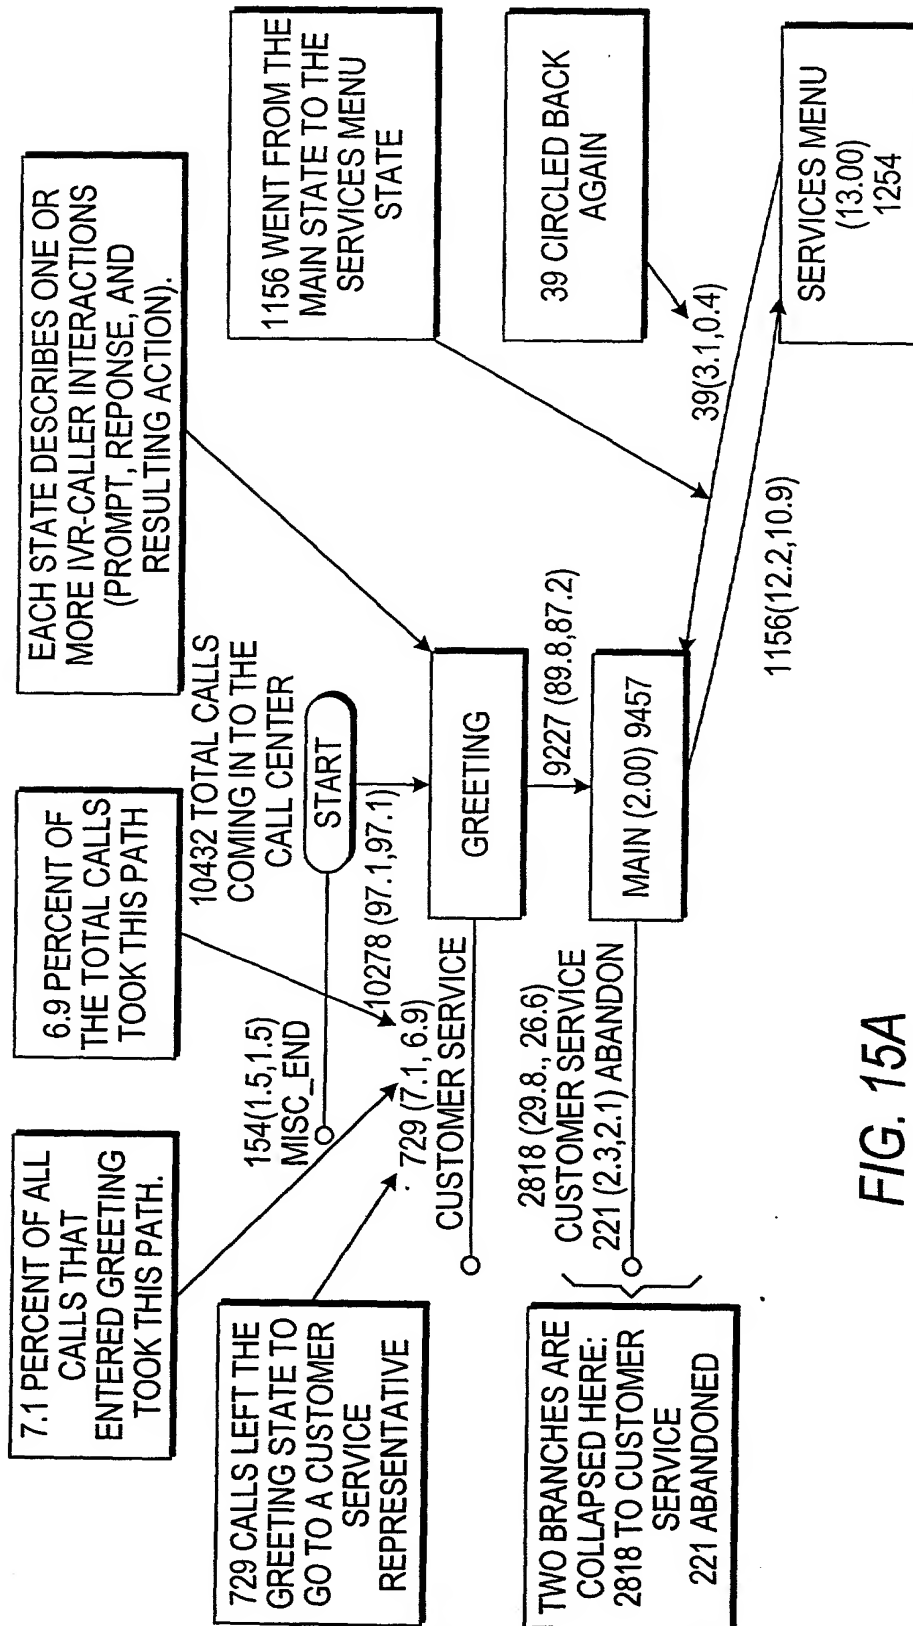 7.1 PERCENT OF ALL
CALLS THAT
ENTERED GREETING
TOOK THIS PATH.
6.9 PERCENT OF
THE TOTAL CALLS
TOOK THIS PATH
EACH STATE DESCRIBES ONE OR
MORE IVR-CALLER INTERACTIONS
(PROMPT, REPONSE, AND
RESULTING ACTION).
10432 TOTAL CALLS
COMING IN TO THE
CALL CENTER
START
154(1.5,1.5)
MISC_END
10278 (97.1,97.1)
729 CALLS LEFT THE
GREETING STATE TO
GO TO A CUSTOMER
SERVICE
REPRESENTATIVE
729 (7.1, 6.9)
CUSTOMER SERVICE
GREETING
1156 WENT FROM THE
MAIN STATE TO THE
SERVICES MENU
STATE
9227 (89.8,87.2)
TWO BRANCHES ARE
COLLAPSED HERE:
2818 TO CUSTOMER
SERVICE
221 ABANDONED
2818 (29.8., 26.6)
CUSTOMER SERVICE
221 (2.3,2.1) ABANDON
MAIN (2.00) 9457
39 CIRCLED BACK
AGAIN
39(3.1,0.4)
1156(12.2,10.9)
SERVICES MENU
(13.00)
1254
FIG. 15A